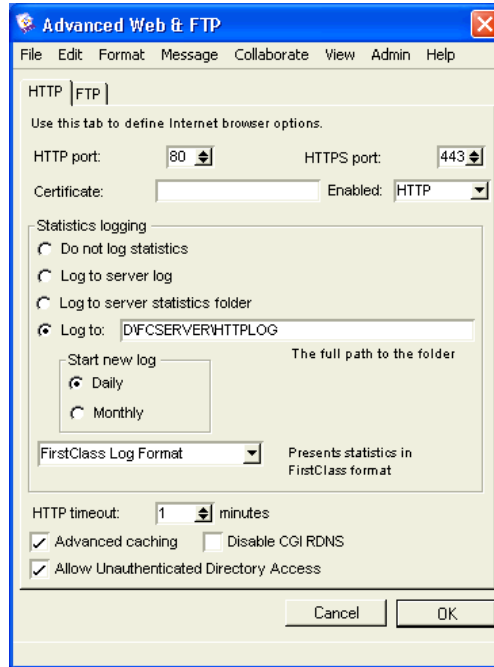 Advanced Web & FTP
File Edit Format Message Collaborate View Admin Help
HTTP FTP
Use this tab to define Internet browser options.
HTTP port: 80 HTTPS port: 443
Certificate: Enabled: HTTP
Statistics logging
Do not log statistics
Log to server log
Log to server statistics folder
Log to: D\FCSERVER\HTTPLOG
Start new log The full path to the folder
Daily
Monthly
FirstClass Log Format Presents statistics in
FirstClass format
HTTP timeout: 1 minutes
Advanced caching Disable CGI RDNS
Allow Unauthenticated Directory Access
Cancel OK